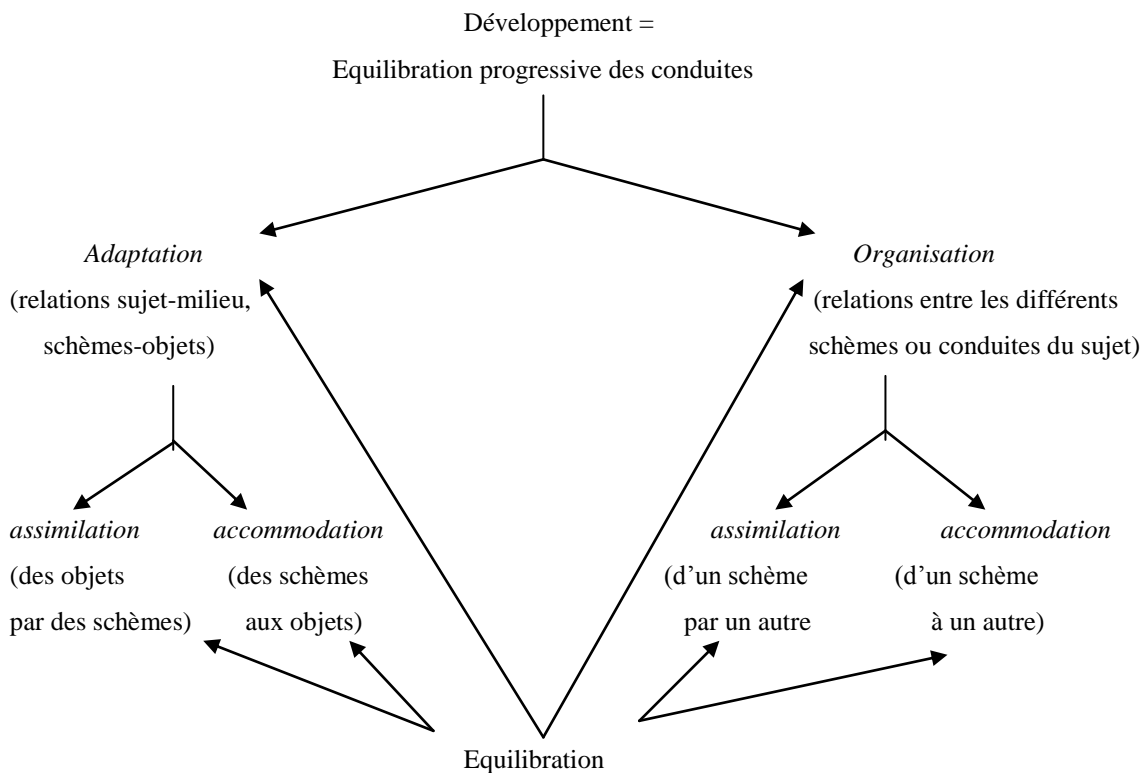 Développement =
Equilibration progressive des conduites
Adaptation
(relations sujet-milieu,
schèmes-objets)
Organisation
(relations entre les différents
schèmes ou conduites du sujet)
assimilation
(des objets
par des schèmes)
accommodation
(des schèmes
aux objets)
assimilation
(d’un schème
par un autre
accommodation
(d’un schème
à un autre)
Equilibration